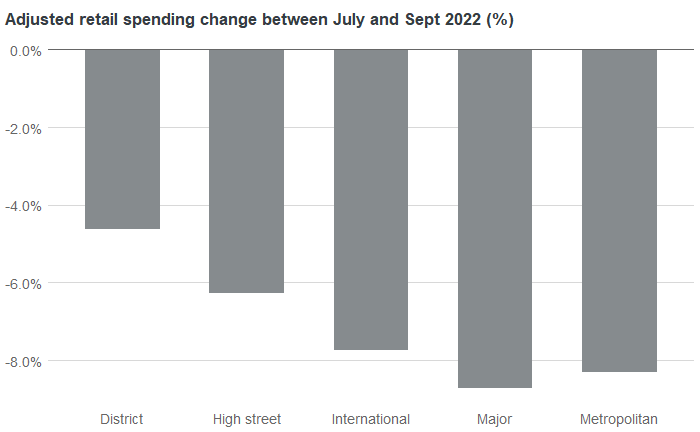 Adjusted retail spending change between July and Sept 2022 (%)
0.0%
-2.0%
-4.0%
-6.0%
-8.0%
District
High street
International
Major
Metropolitan